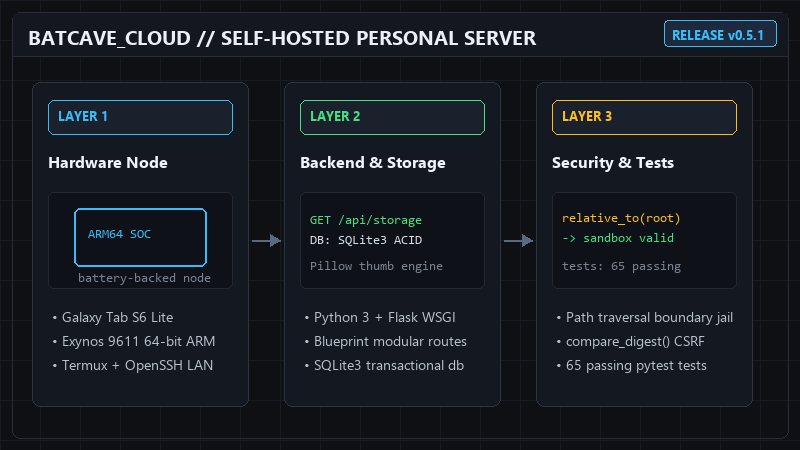 BATCAVE_CLOUD // SELF-HOSTED PERSONAL SERVER
RELEASE v0.5.1
LAYER 1
Hardware Node
ARM64 SOC
battery-backed node
• Galaxy Tab S6 Lite
• Exynos 9611 64-bit ARM
• Termux + OpenSSH LAN
LAYER 2
Backend & Storage
GET /api/storage
DB: SQLite3 ACID
Pillow thumb engine
• Python 3 + Flask WSGI
• Blueprint modular routes
• SQLite3 transactional db
LAYER 3
Security & Tests
relative_to(root)
-> sandbox valid
tests: 65 passing
• Path traversal boundary jail
• compare_digest() CSRF
• 65 passing pytest tests